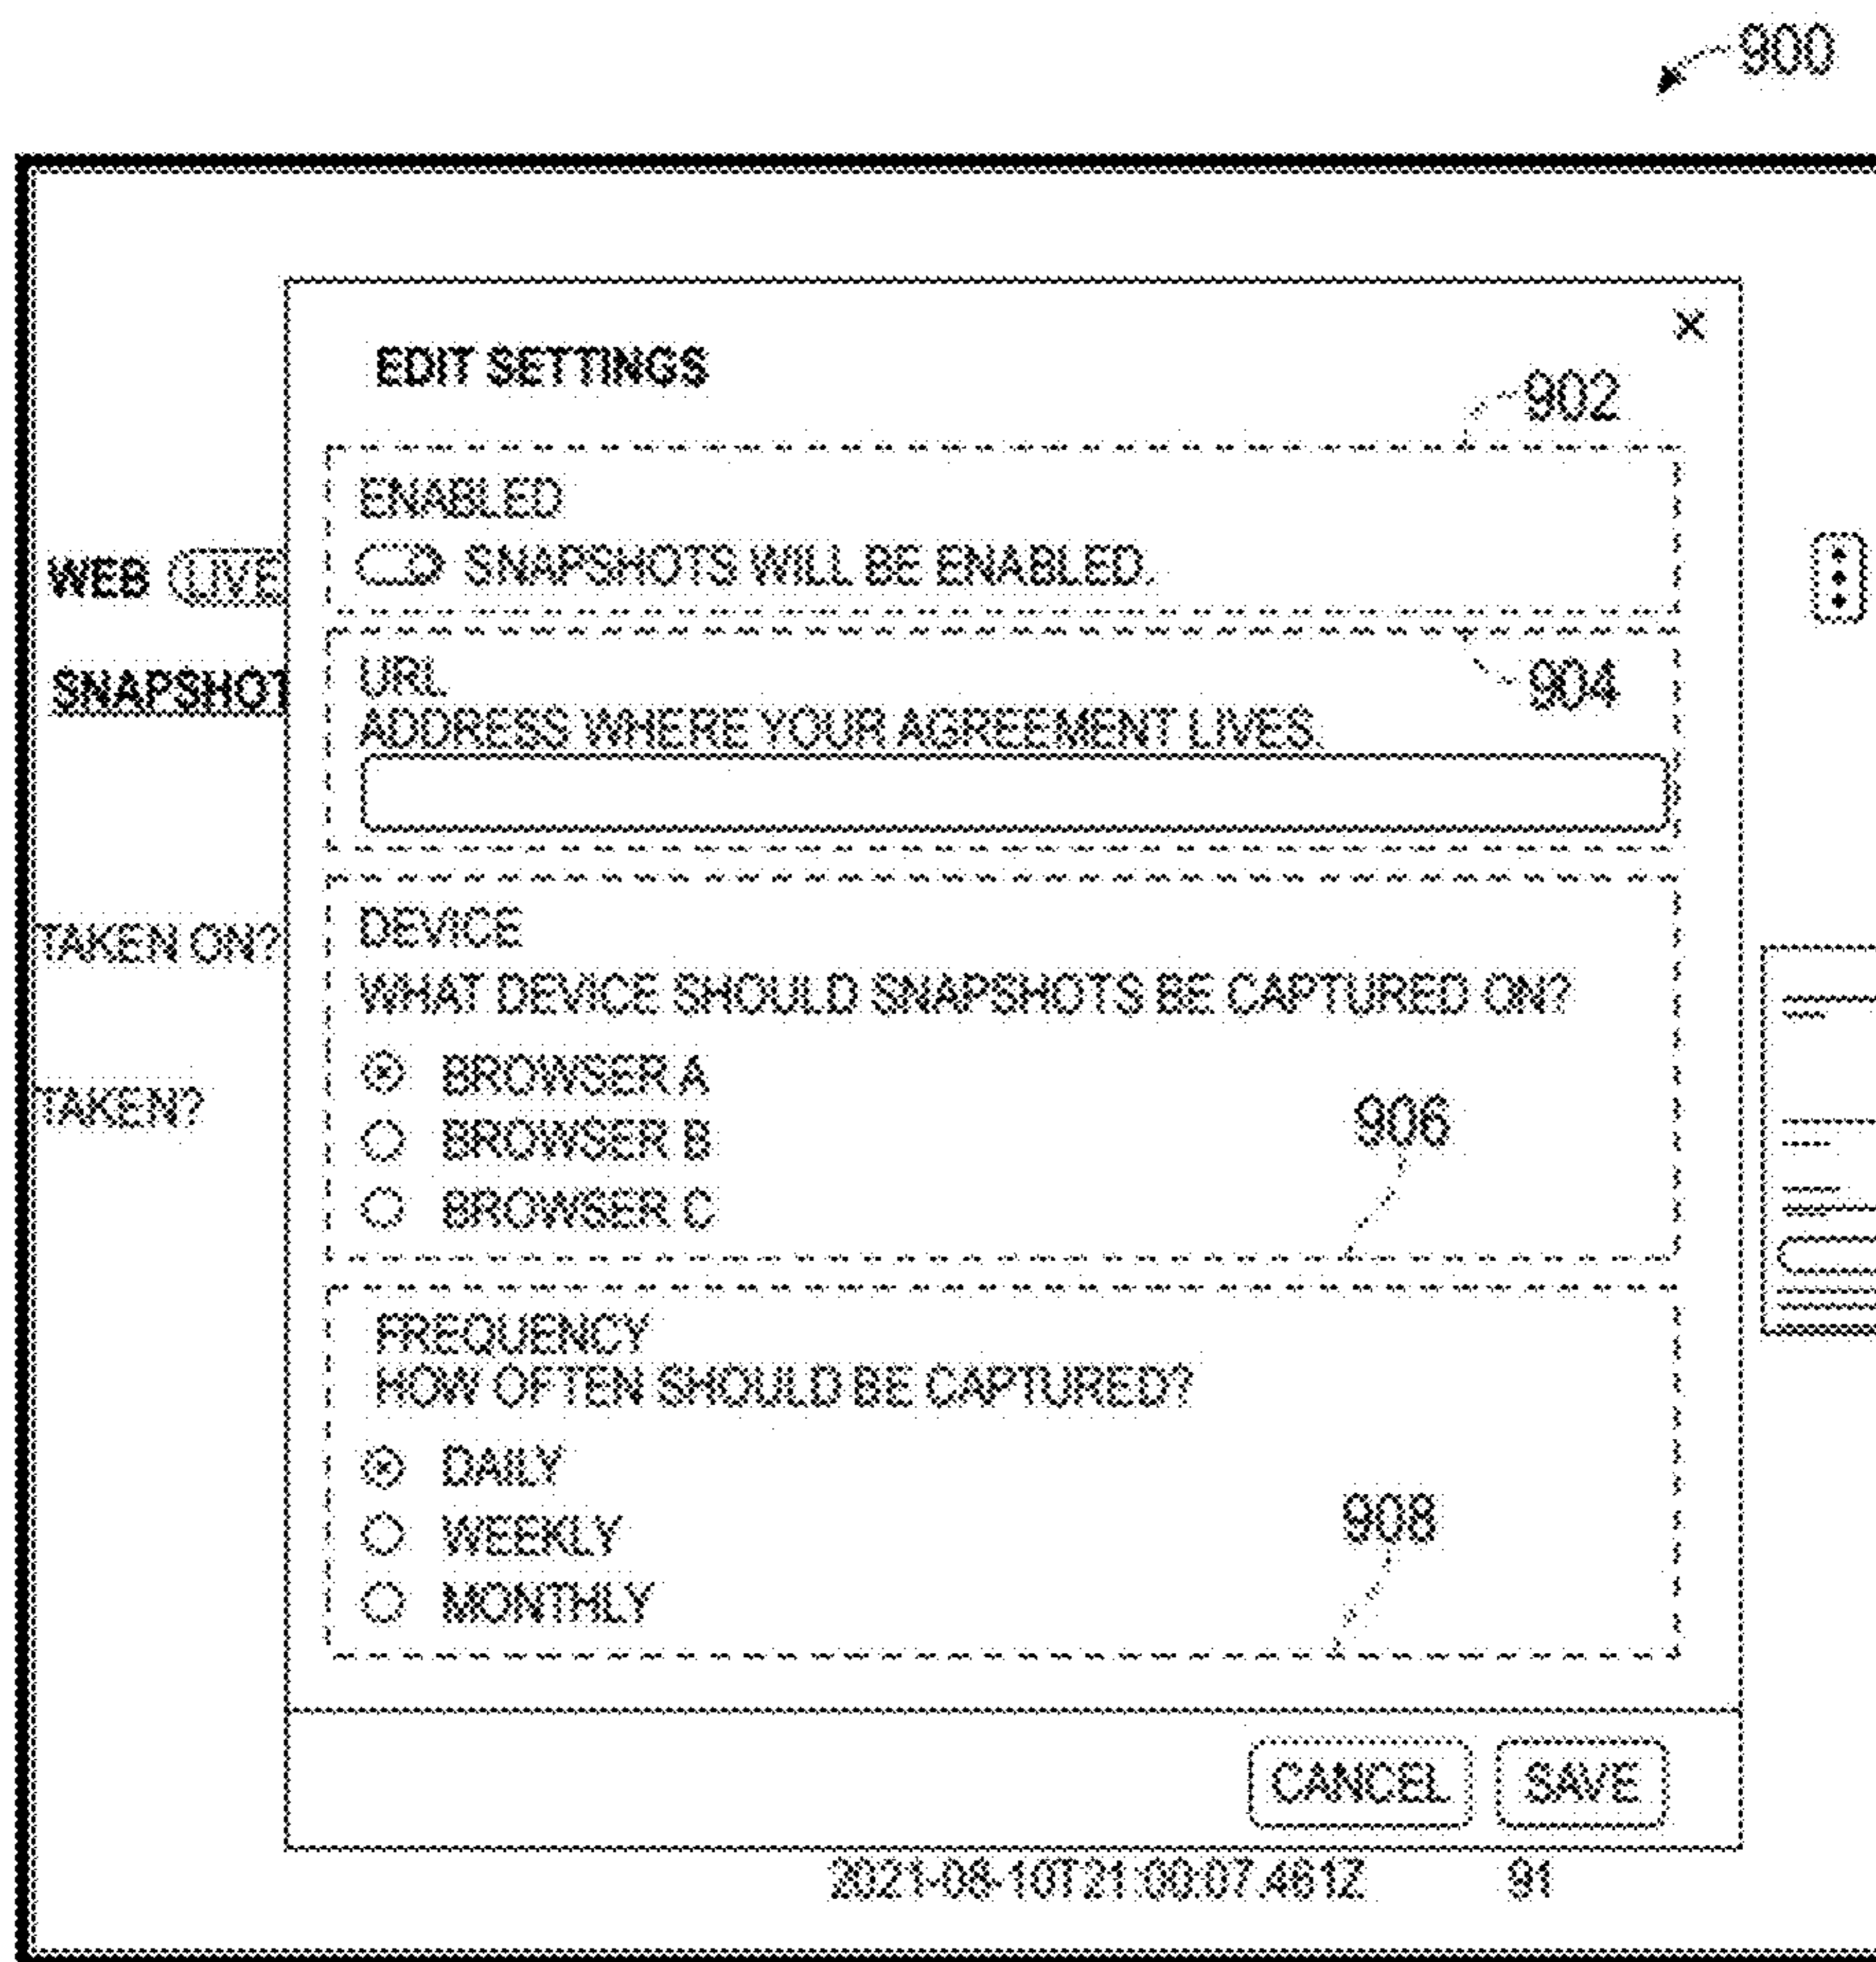 900
EDIT SETTINGS
×
902
ENABLED
SNAPSHOTS WILL BE ENABLED.
WEB LIVE
904
URL
SNAPSHOT
ADDRESS WHERE YOUR AGREEMENT LIVES.
DEVICE
TAKEN ON?
WHAT DEVICE SHOULD SNAPSHOTS BE CAPTURED ON?
BROWSER A
906
TAKEN?
BROWSER B
BROWSER C
FREQUENCY
HOW OFTEN SHOULD BE CAPTURED?
DAILY
908
WEEKLY
MONTHLY
CANCEL SAVE
2021-08-10T21:00:07.461Z 91